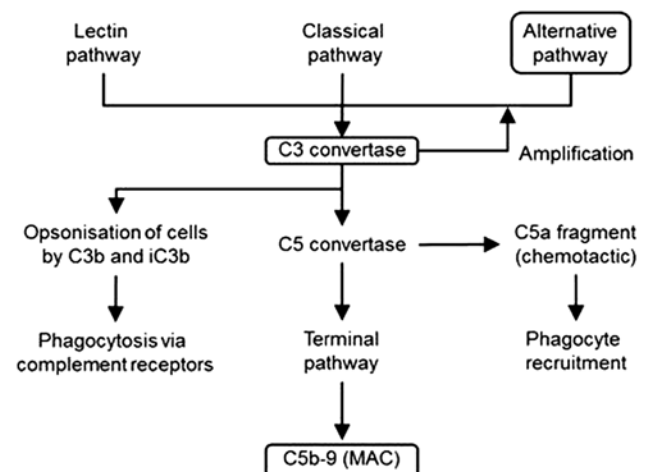 Lectin
pathway
Classical
pathway
Alternative
pathway
C3 convertase
Amplification
Opsonisation of cells
by C3b and iC3b
C5 convertase
C5a fragment
(chemotactic)
Phagocytosis via
complement receptors
Terminal
pathway
Phagocyte
recruitment
C5b-9 (MAC)